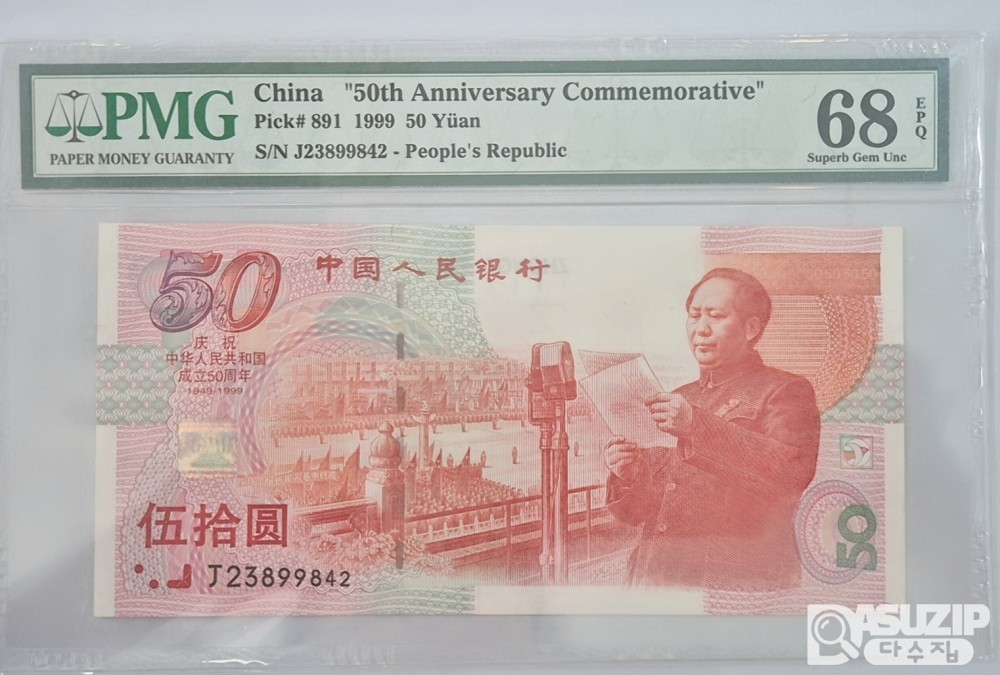 PMG
PAPER MONEY GUARANTY
China "50th Anniversary Commemorative"
Pick# 891 1999 50 Yüan
S/N J23899842 - People's Republic
68
EPQ
Superb Gem Unc
50
中国人民银行
庆祝
中华人民共和国
成立50周年
1949-1999
伍拾圆
J23899842
5050505050
50
ASUZIP
다수집